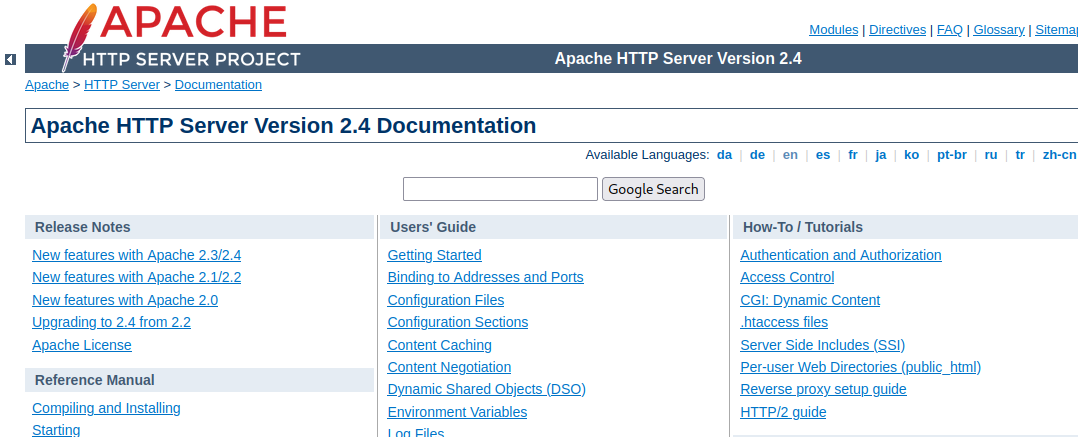 APACHE
HTTP SERVER PROJECT
Modules | Directives | FAQ | Glossary | Sitemap
Apache HTTP Server Version 2.4
Apache > HTTP Server > Documentation
Apache HTTP Server Version 2.4 Documentation
Available Languages: da | de | en | es | fr | ja | ko | pt-br | ru | tr | zh-cn
Google Search
Release Notes
New features with Apache 2.3/2.4
New features with Apache 2.1/2.2
New features with Apache 2.0
Upgrading to 2.4 from 2.2
Apache License
Reference Manual
Compiling and Installing
Starting
Users' Guide
Getting Started
Binding to Addresses and Ports
Configuration Files
Configuration Sections
Content Caching
Content Negotiation
Dynamic Shared Objects (DSO)
Environment Variables
Log Files
How-To / Tutorials
Authentication and Authorization
Access Control
CGI: Dynamic Content
.htaccess files
Server Side Includes (SSI)
Per-user Web Directories (public_html)
Reverse proxy setup guide
HTTP/2 guide